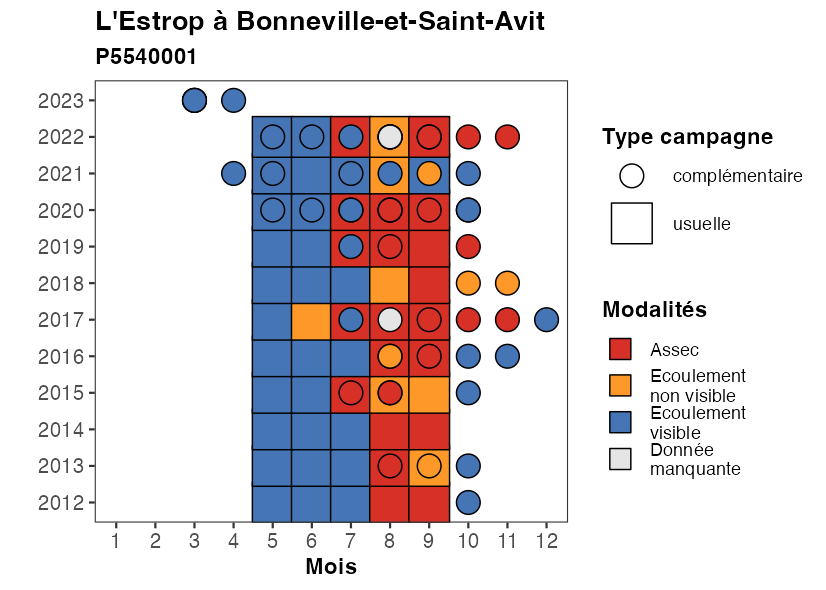 L'Estrop à Bonneville-et-Saint-Avit
P5540001
2023
2022
2021
2020
2019
2018
2017
2016
2015
2014
2013
2012
1 2 3 4 5 6 7 8 9 10 11 12
Mois
Type campagne
complémentaire
usuelle
Modalités
Assec
Ecoulement
non visible
Ecoulement
visible
Donnée
manquante